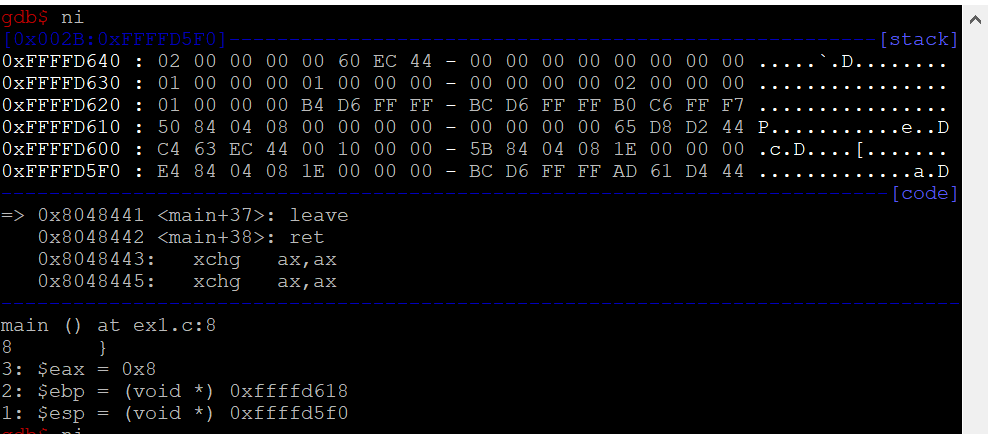 gdb$ ni
[0x002B:0xFFFFD5F0]------------------------------------------------------[stack]
0xFFFFD640 : 02 00 00 00 00 60 EC 44 - 00 00 00 00 00 00 00 00 .....`.D........
0xFFFFD630 : 01 00 00 00 01 00 00 00 - 00 00 00 00 02 00 00 00 ................
0xFFFFD620 : 01 00 00 00 B4 D6 FF FF - BC D6 FF FF B0 C6 FF F7 ................
0xFFFFD610 : 50 84 04 08 00 00 00 00 - 00 00 00 00 65 D8 D2 44 P...........e..D
0xFFFFD600 : C4 63 EC 44 00 10 00 00 - 5B 84 04 08 1E 00 00 00 .c.D....[.......
0xFFFFD5F0 : E4 84 04 08 1E 00 00 00 - BC D6 FF FF AD 61 D4 44 .............a.D
--------------------------------------------------------------------------[code]
=> 0x8048441 <main+37>: leave
   0x8048442 <main+38>: ret
   0x8048443:   xchg   ax,ax
   0x8048445:   xchg   ax,ax
--------------------------------------------------------------------------------
main () at ex1.c:8
8       }
3: $eax = 0x8
2: $ebp = (void *) 0xffffd618
1: $esp = (void *) 0xffffd5f0
gdb$ ni